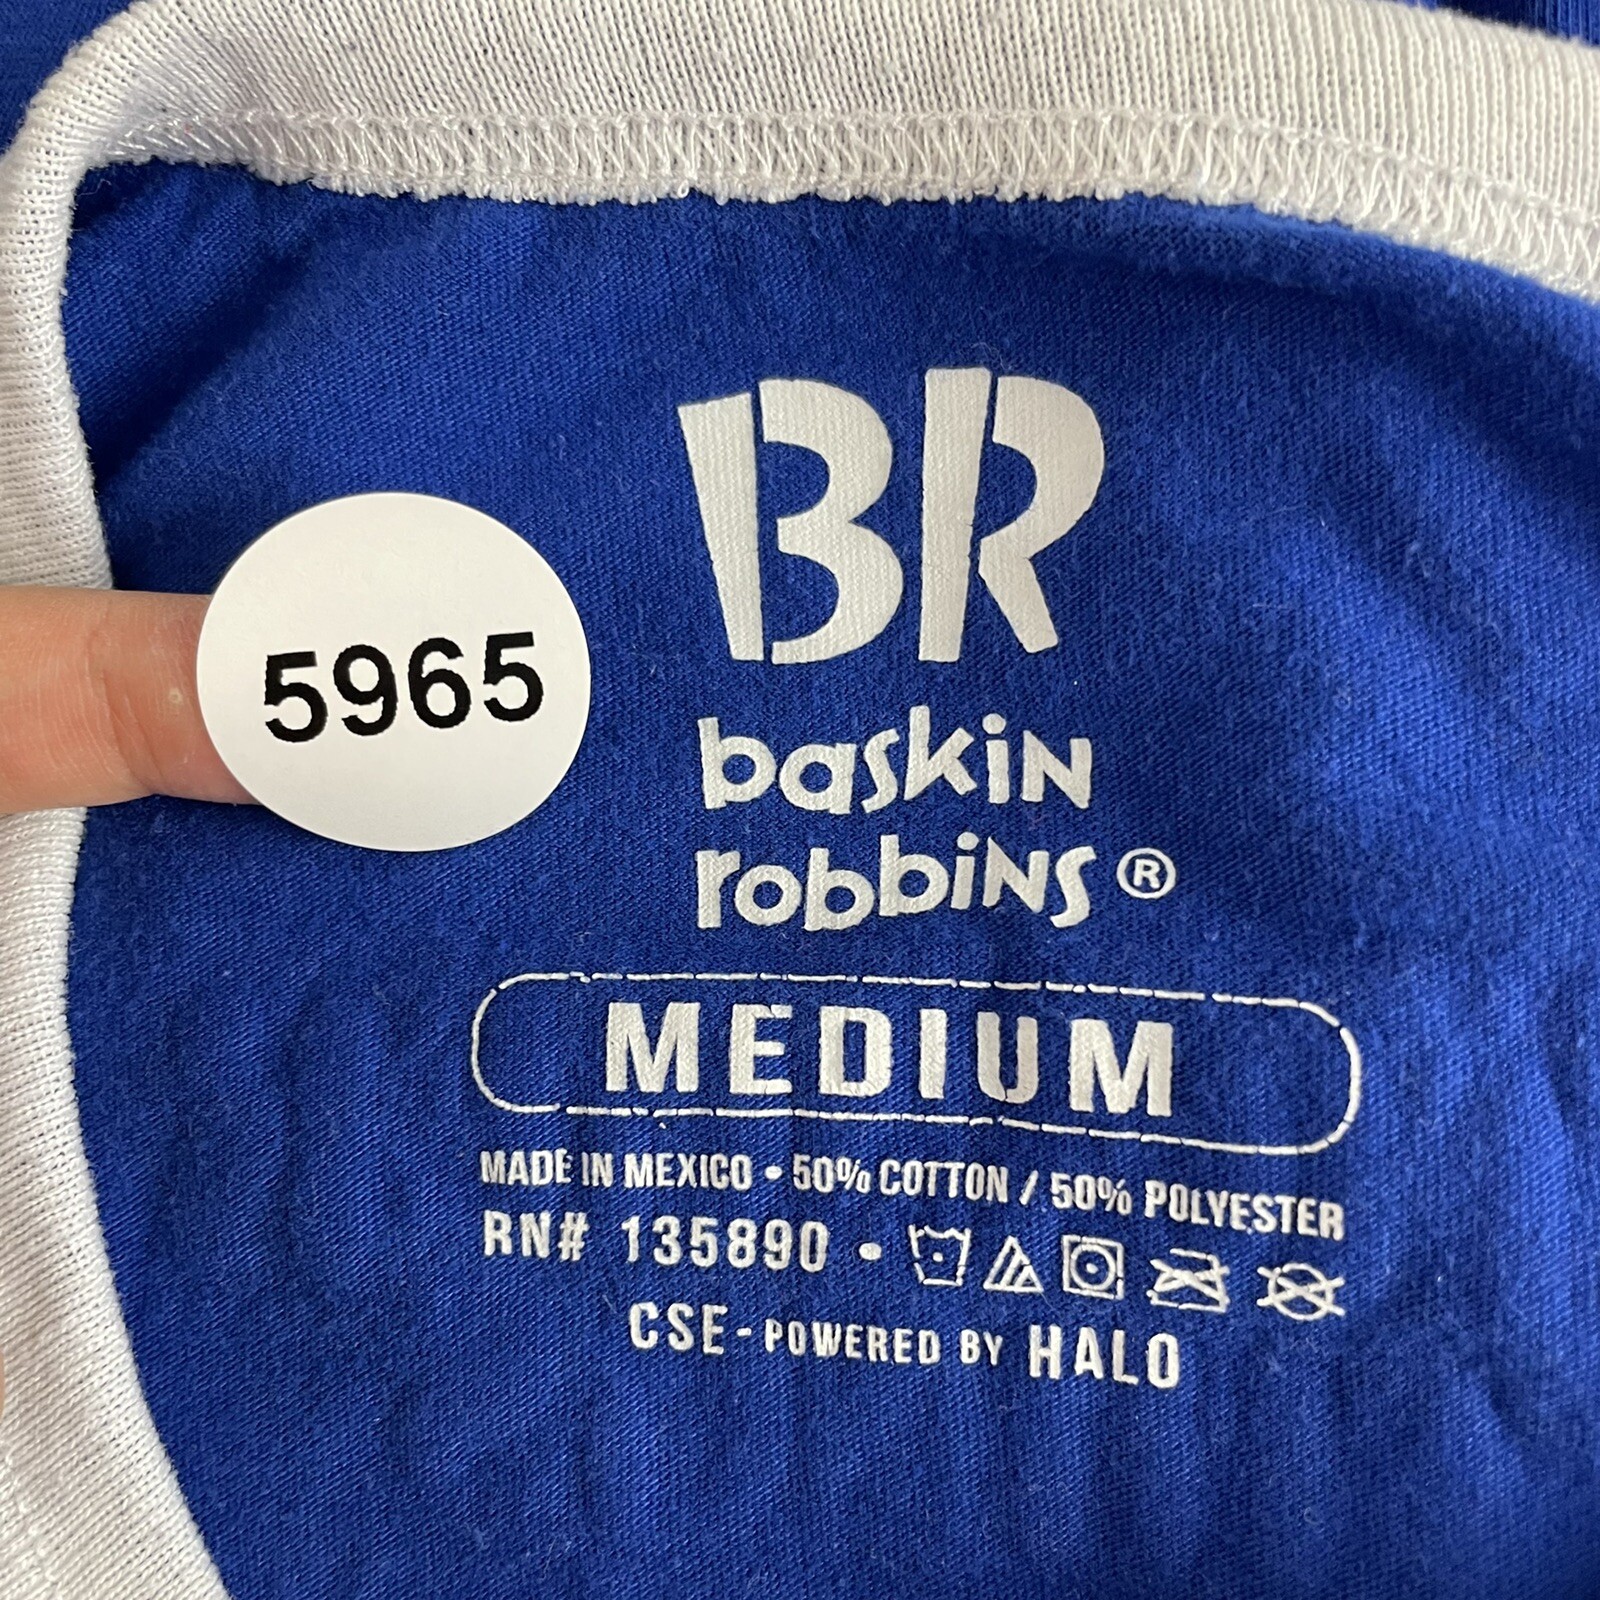 BR
baskin
robbins ®
5965
MEDIUM
MADE IN MEXICO • 50% COTTON / 50% POLYESTER
RN# 135890 •
CSE - POWERED BY HALO